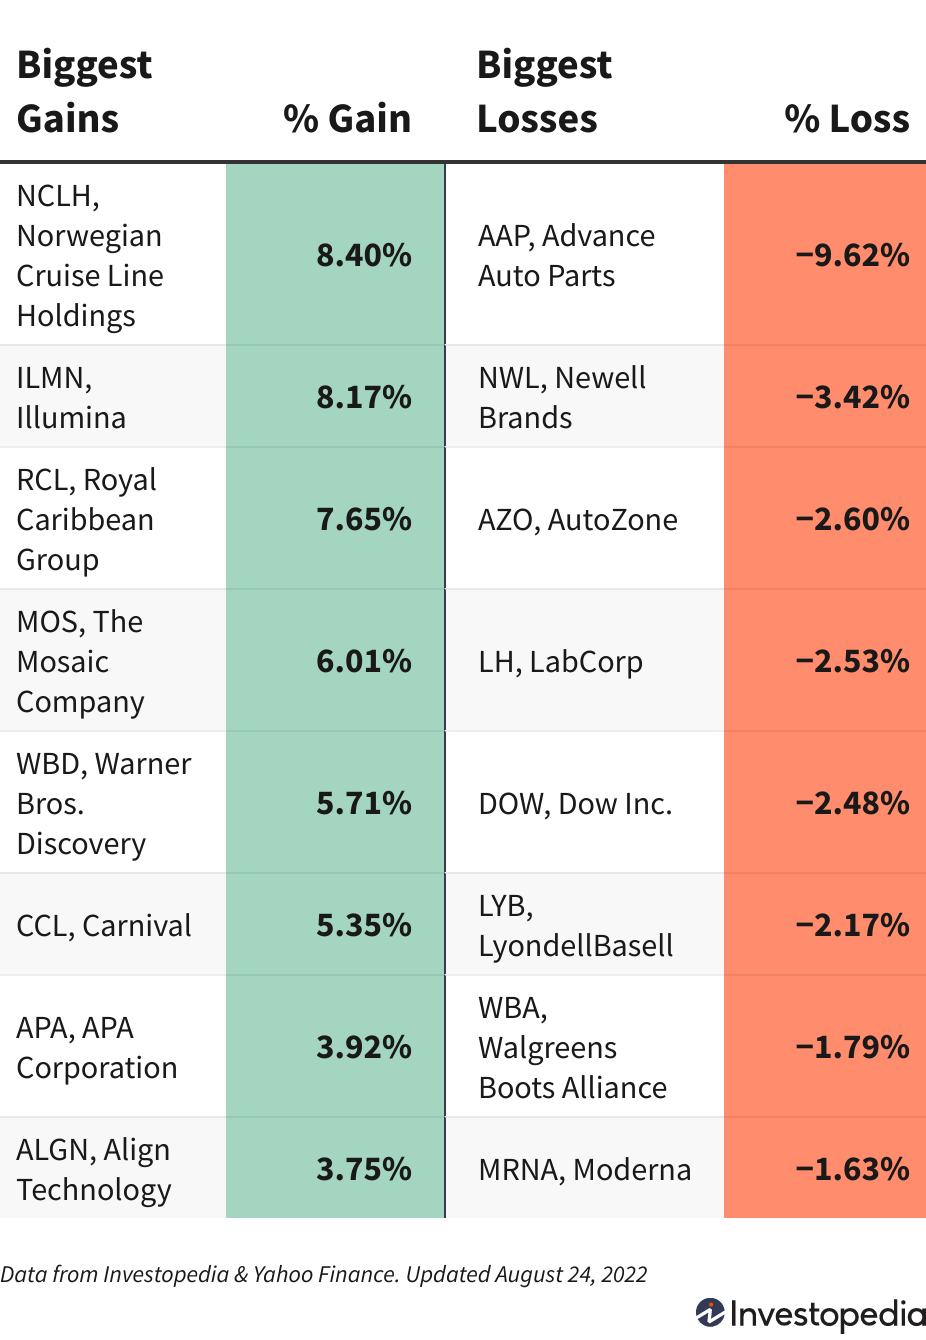 Biggest
Gains
% Gain
Biggest
Losses
% Loss
NCLH,
Norwegian
Cruise Line
Holdings
8.40%
AAP, Advance
Auto Parts
−9.62%
ILMN,
Illumina
8.17%
NWL, Newell
Brands
−3.42%
RCL, Royal
Caribbean
Group
7.65%
AZO, AutoZone
−2.60%
MOS, The
Mosaic
Company
6.01%
LH, LabCorp
−2.53%
WBD, Warner
Bros.
Discovery
5.71%
DOW, Dow Inc.
−2.48%
CCL, Carnival
5.35%
LYB,
LyondellBasell
−2.17%
APA, APA
Corporation
3.92%
WBA,
Walgreens
Boots Alliance
−1.79%
ALGN, Align
Technology
3.75%
MRNA, Moderna
−1.63%
Data from Investopedia & Yahoo Finance. Updated August 24, 2022
Investopedia